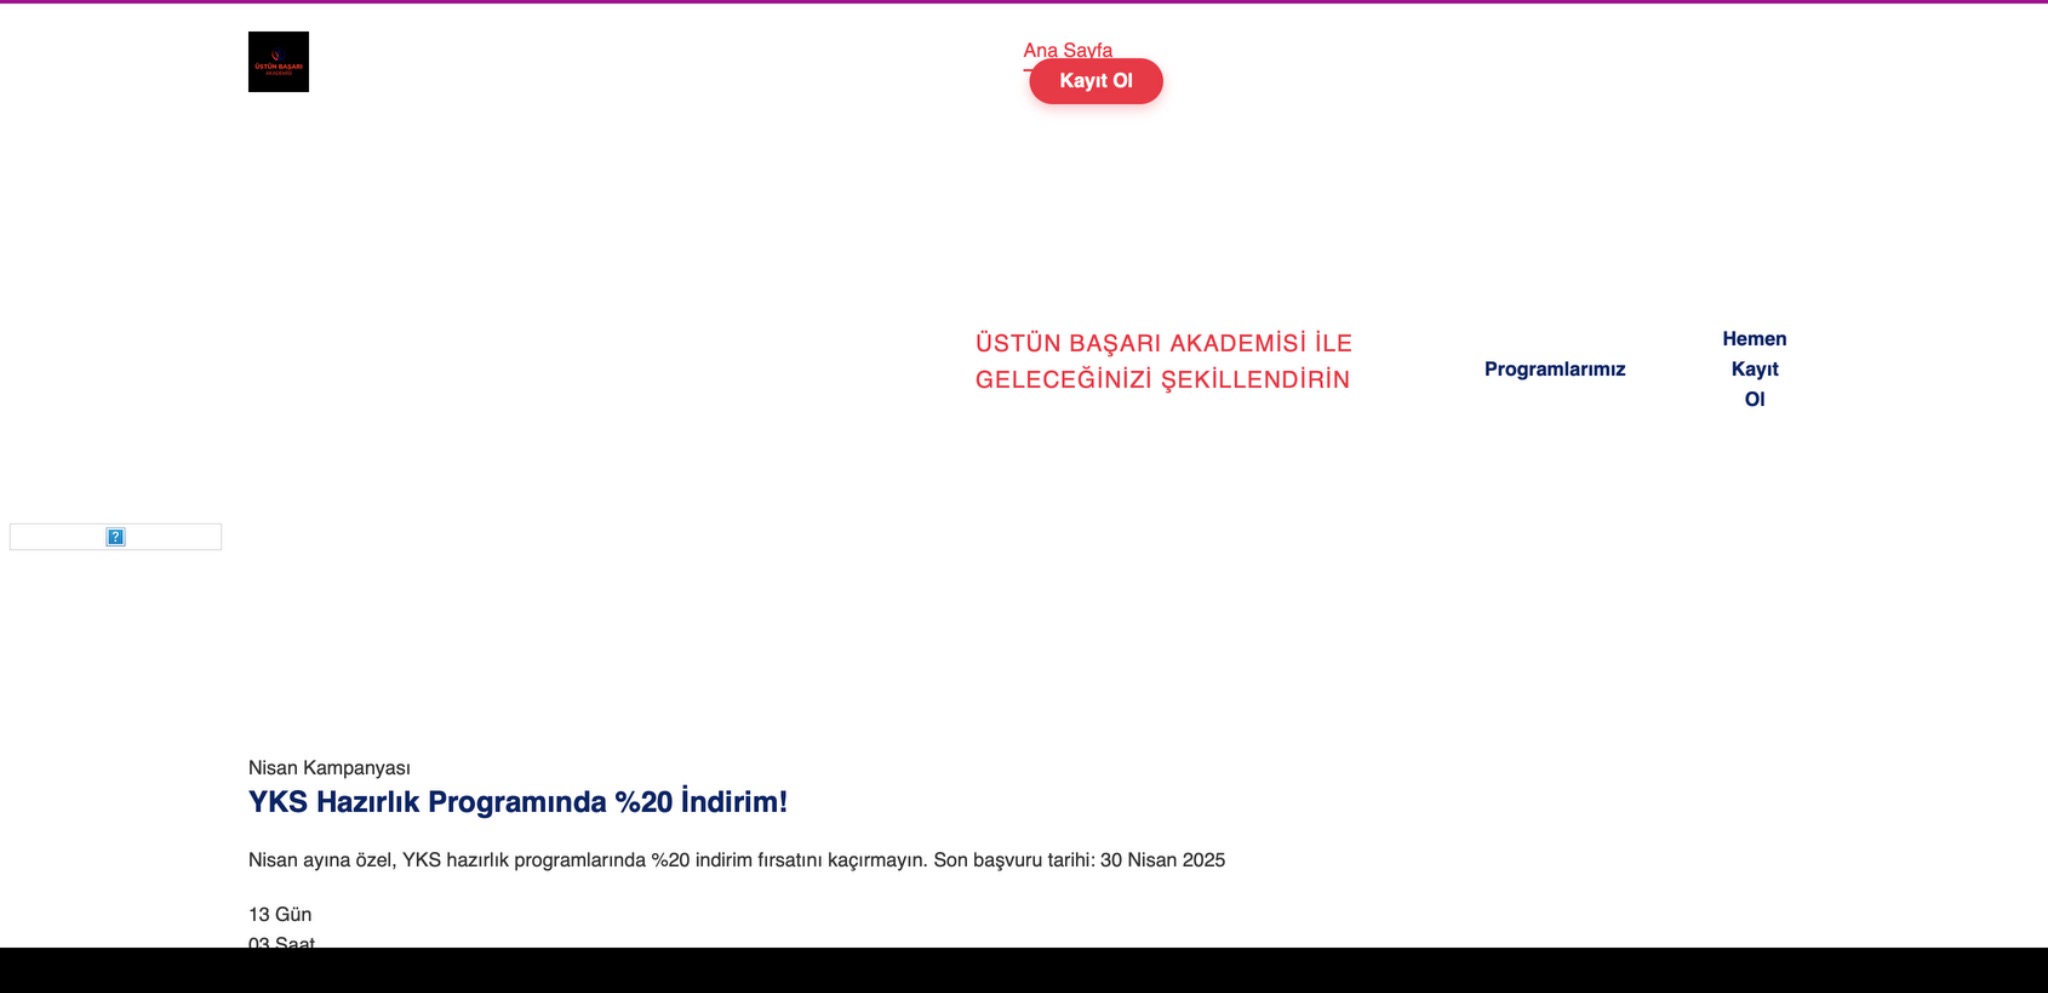 ÜSTÜN BAŞARI
AKADEMİSİ
Ana Sayfa
Kayıt Ol
ÜSTÜN BAŞARI AKADEMİSİ İLE
GELECEĞİNİZİ ŞEKİLLENDİRİN
Programlarımız
Hemen
Kayıt
Ol
?
Nisan Kampanyası
YKS Hazırlık Programında %20 İndirim!
Nisan ayına özel, YKS hazırlık programlarında %20 indirim fırsatını kaçırmayın. Son başvuru tarihi: 30 Nisan 2025
13 Gün
03 Saat